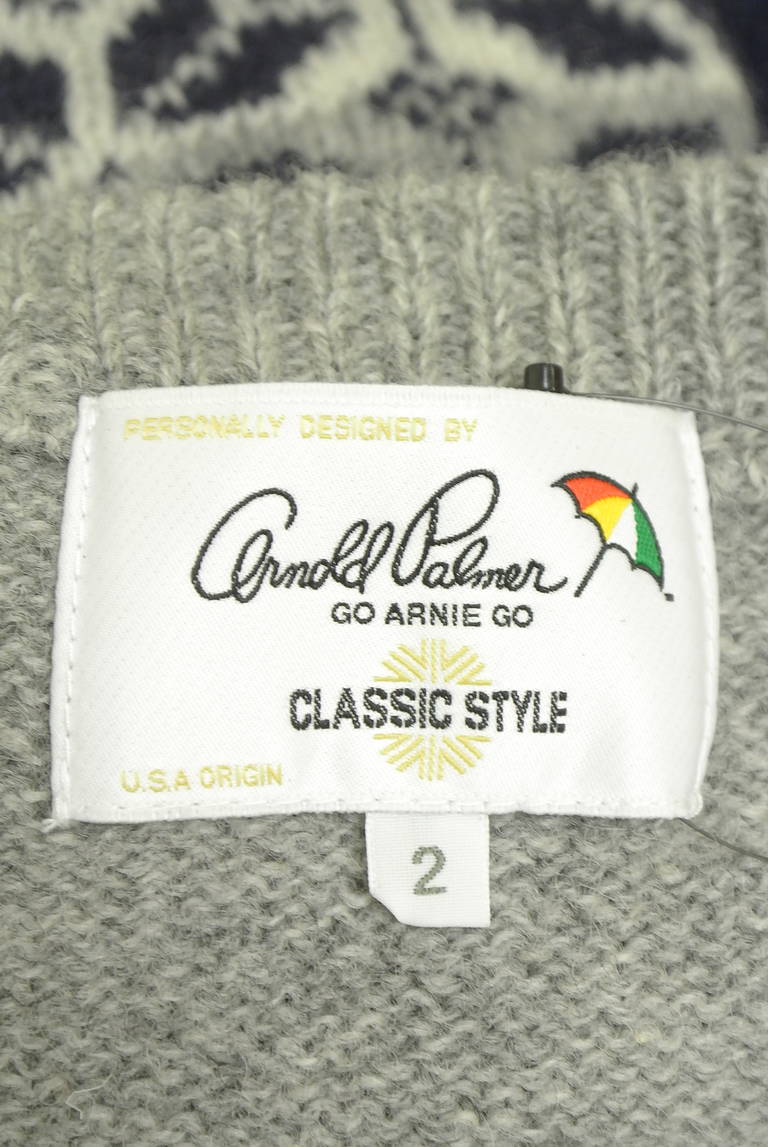 PERSONALLY DESIGNED BY
Arnold Palmer
GO ARNIE GO
CLASSIC STYLE
U.S.A ORIGIN
2